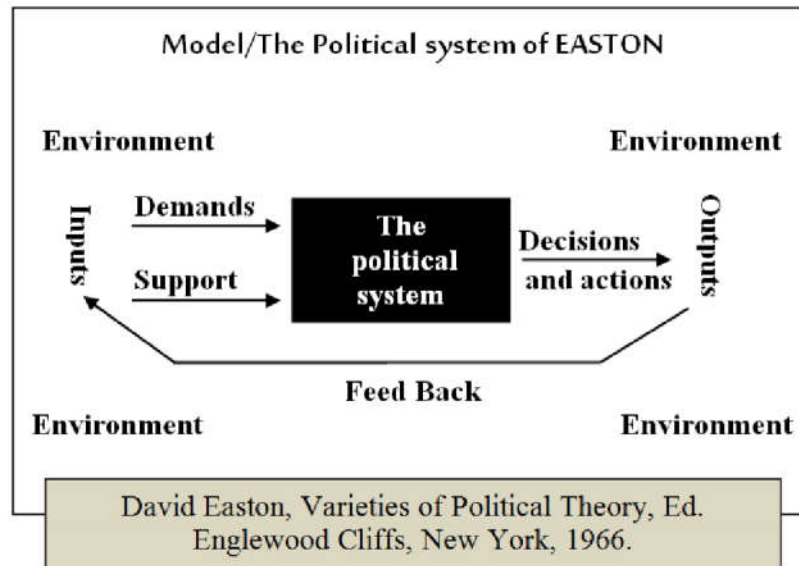 Model/The Political system of EASTON
Environment
Environment
Inputs
Demands
Support
The
political
system
Decisions
and actions
Outputs
Feed Back
Environment
Environment
David Easton, Varieties of Political Theory, Ed.
Englewood Cliffs, New York, 1966.